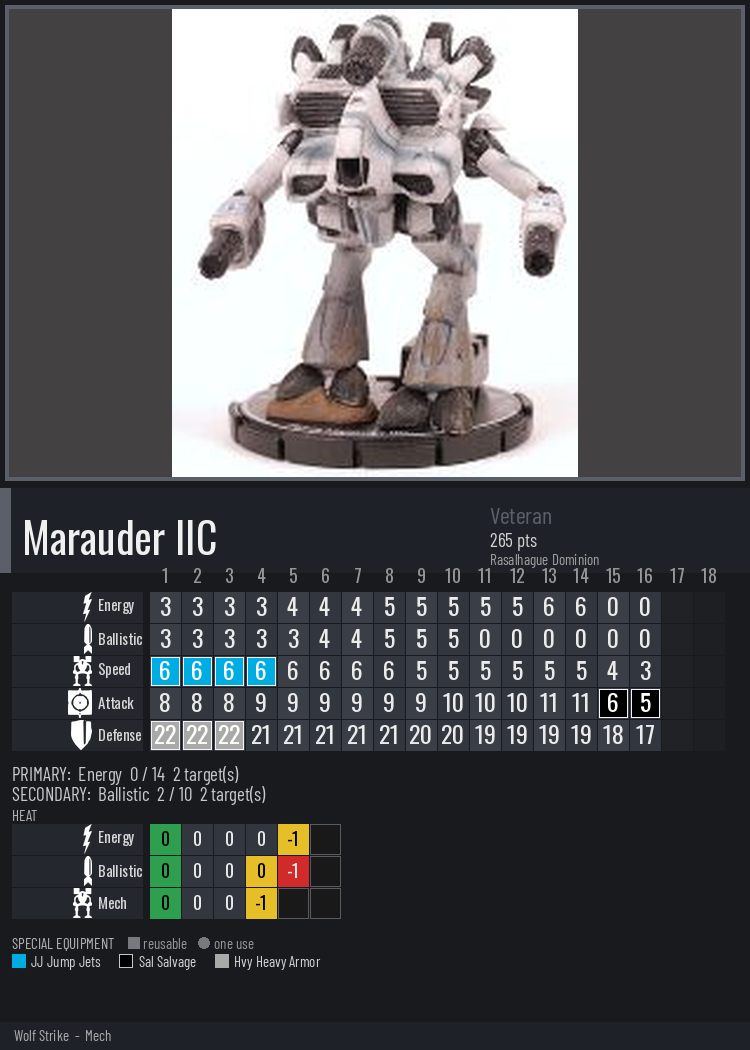 Marauder IIC
Veteran
265 pts
Rasalhague Dominion
1 2 3 4 5 6 7 8 9 10 11 12 13 14 15 16 17 18
Energy 3 3 3 3 4 4 4 5 5 5 5 5 6 6 0 0
Ballistic 3 3 3 3 3 4 4 5 5 5 0 0 0 0 0 0
Speed 6 6 6 6 6 6 6 6 5 5 5 5 5 5 4 3
Attack 8 8 8 9 9 9 9 9 9 10 10 10 11 11 6 5
Defense 22 22 22 21 21 21 21 21 20 20 19 19 19 19 18 17
PRIMARY: Energy 0 / 14 2 target(s)
SECONDARY: Ballistic 2 / 10 2 target(s)
HEAT
Energy 0 0 0 0 -1
Ballistic 0 0 0 0 -1
Mech 0 0 0 -1
SPECIAL EQUIPMENT reusable one use
JJ Jump Jets Sal Salvage Hvy Heavy Armor
Wolf Strike - Mech